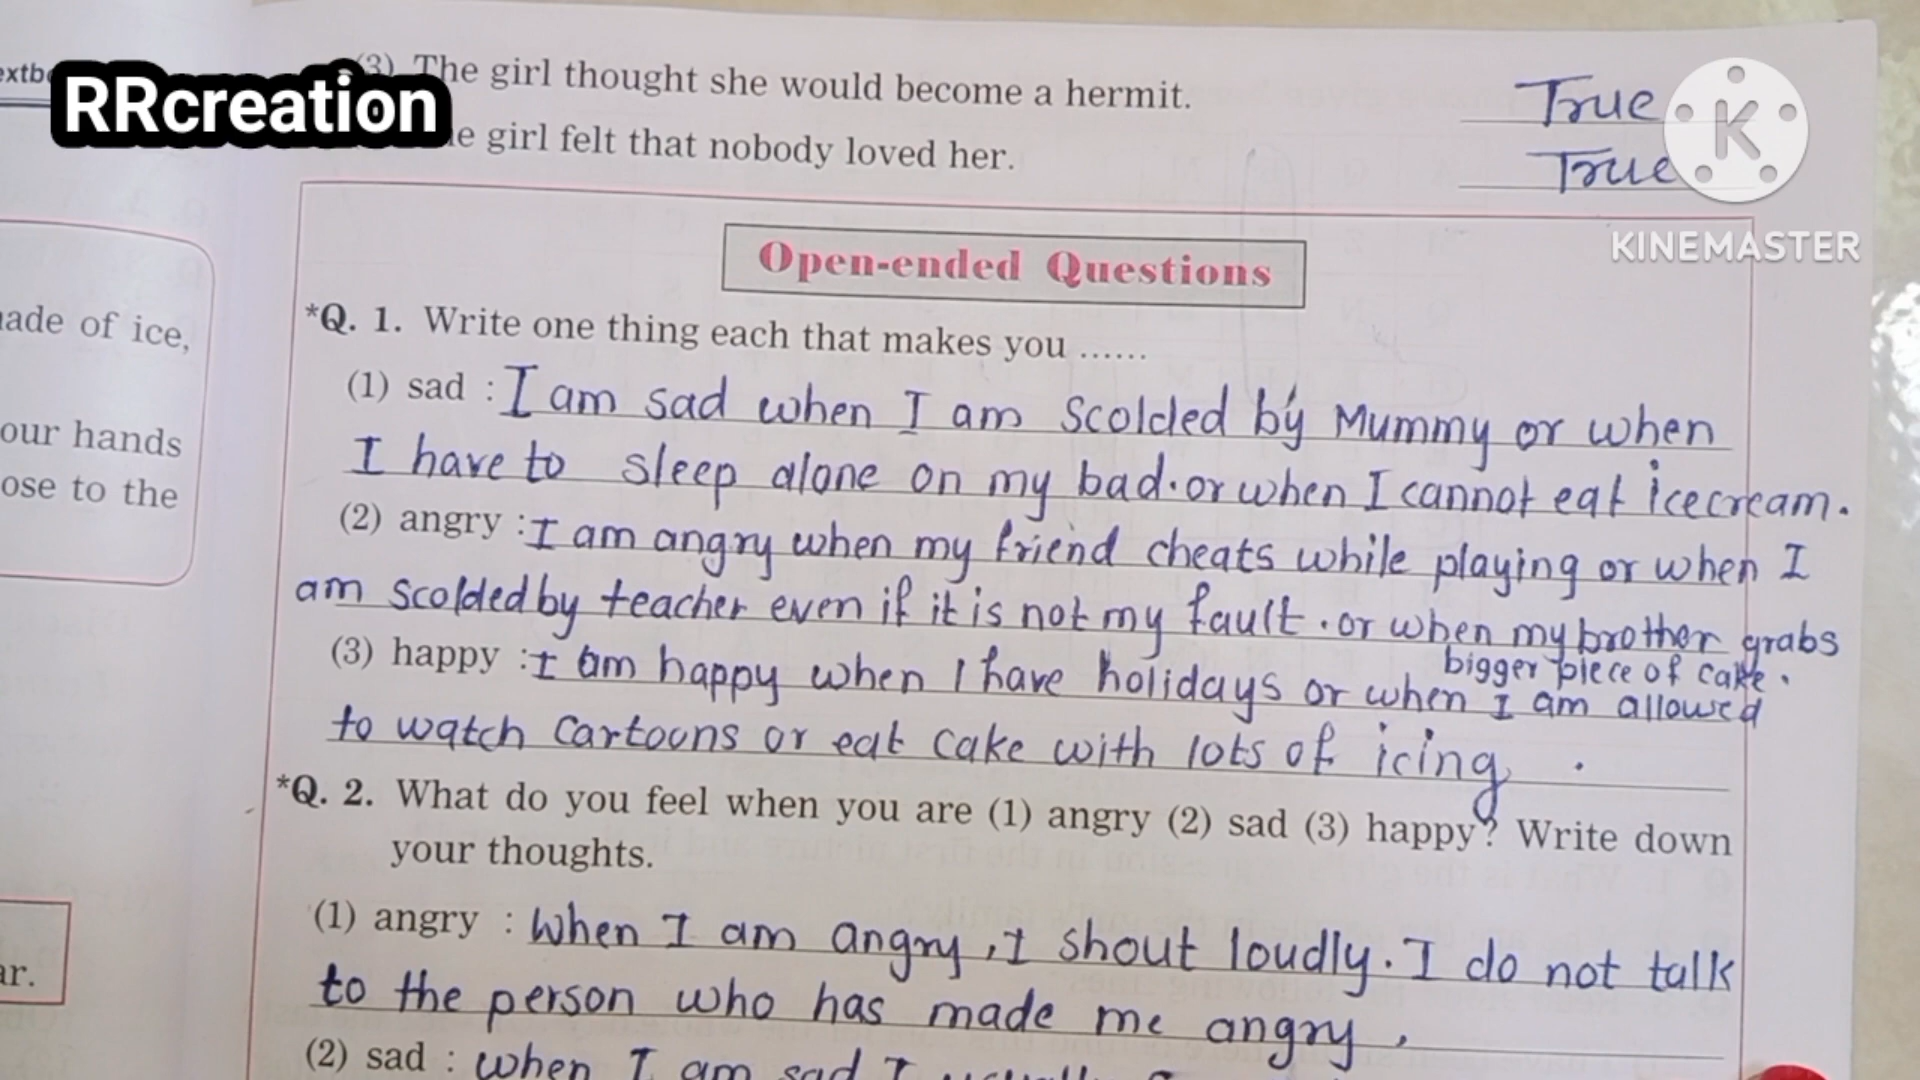 extb
RRcreation
(3) The girl thought she would become a hermit. True
e girl felt that nobody loved her. True
K
KINEMASTER
Open-ended Questions
ade of ice,
our hands
ose to the
ar.
*Q. 1. Write one thing each that makes you ......
(1) sad : I am sad when I am scolded by Mummy or when
I have to sleep alone on my bad. or when I cannot eat icecream.
(2) angry : I am angry when my friend cheats while playing or when I
am scolded by teacher even if it is not my fault. or when my brother grabs
bigger piece of cake.
(3) happy : I am happy when I have holidays or when I am allowed
to watch cartoons or eat cake with lots of icing .
*Q. 2. What do you feel when you are (1) angry (2) sad (3) happy? Write down
your thoughts.
(1) angry : When I am angry, I shout loudly. I do not talk
to the person who has made me angry.
(2) sad : when I am sad I usually